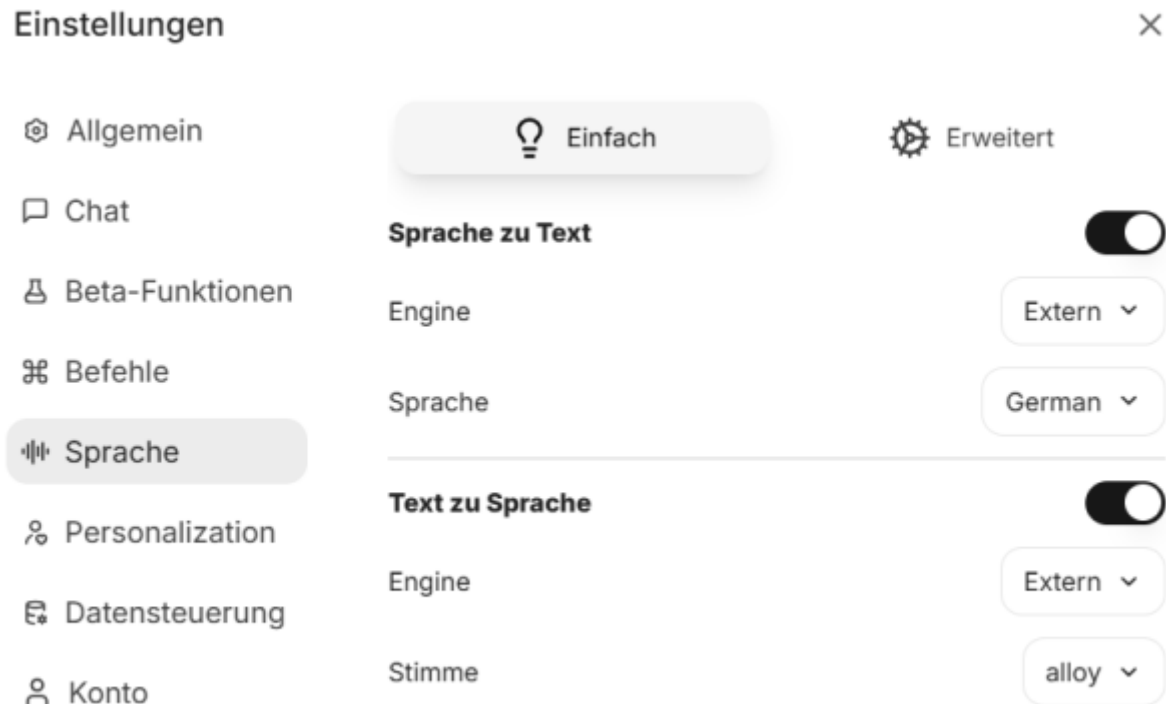 Einstellungen
Allgemein
Chat
Beta-Funktionen
Befehle
Sprache
Personalization
Datensteuerung
Konto
Einfach
Erweitert
Sprache zu Text
Engine
Extern
Sprache
German
Text zu Sprache
Engine
Extern
Stimme
alloy